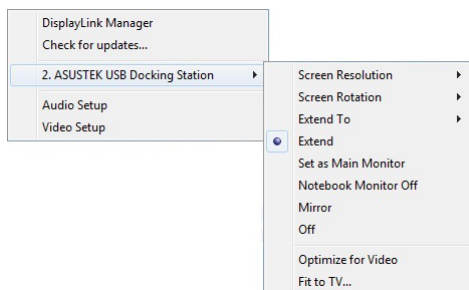 DisplayLink Manager
Check for updates...
2. ASUSTEK USB Docking Station
Audio Setup
Video Setup
Screen Resolution
Screen Rotation
Extend To
Extend
Set as Main Monitor
Notebook Monitor Off
Mirror
Off
Optimize for Video
Fit to TV...